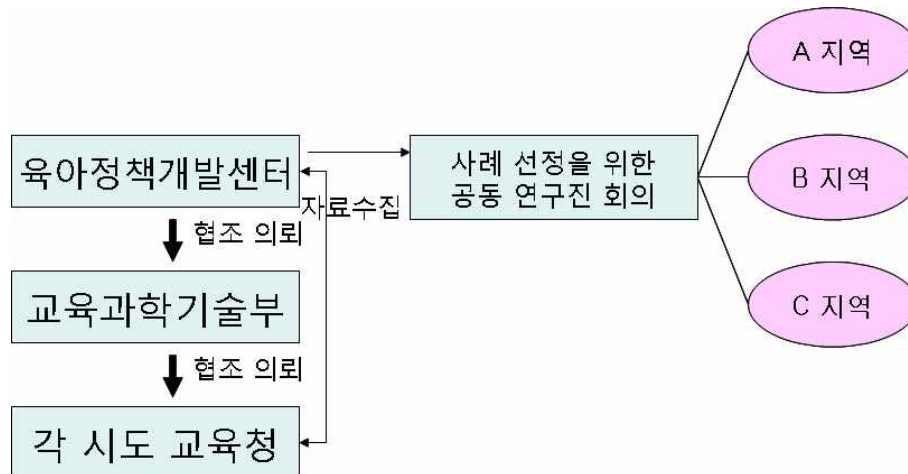 육아정책개발센터
협조 의뢰
교육과학기술부
협조 의뢰
각 시도 교육청
자료수집
사례 선정을 위한
공동 연구진 회의
A 지역
B 지역
C 지역